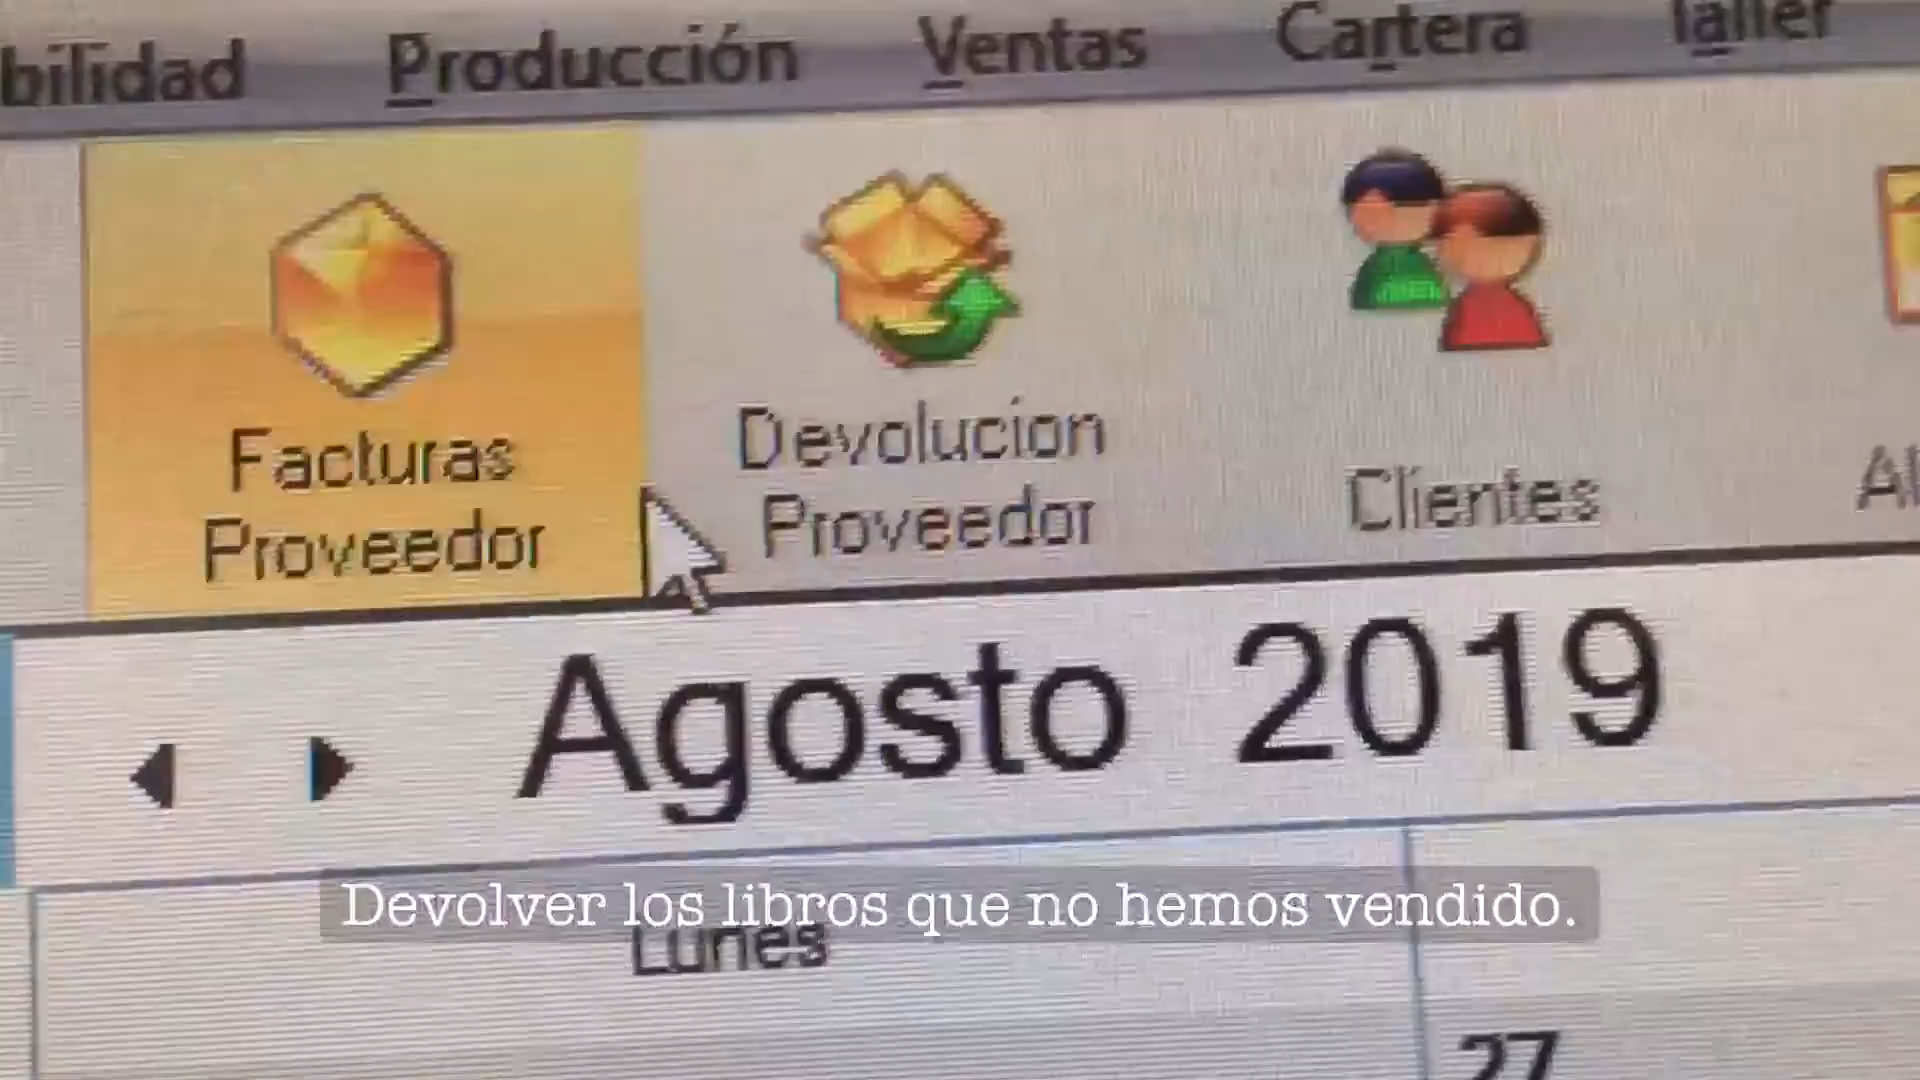 bilidad Producción Ventas Cartera Taller
Facturas
Proveedor
Devolucion
Proveedor
Clientes
Al
Agosto 2019
Devolver los libros que no hemos vendido.
Lunes
27